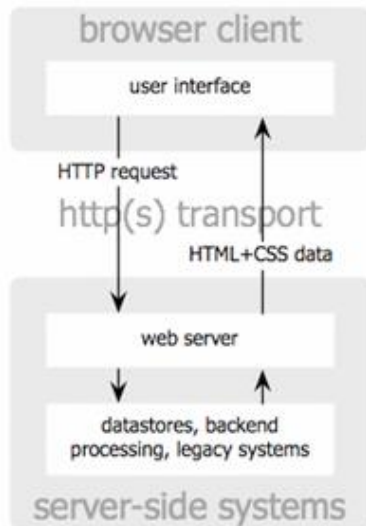 browser client
user interface
HTTP request
http(s) transport
HTML+CSS data
web server
datastores, backend
processing, legacy systems
server-side systems